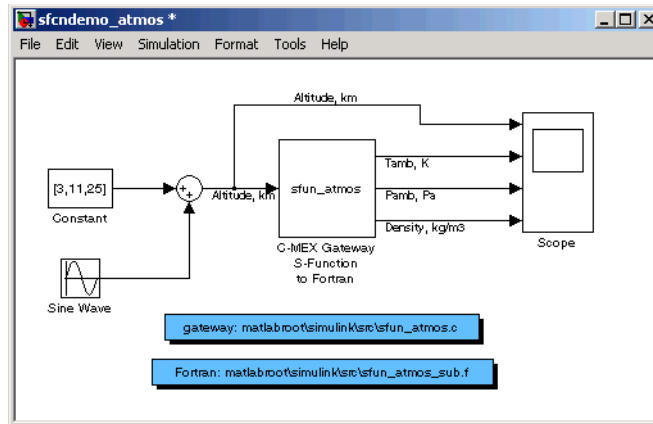 sfcndemo_atmos *
File Edit View Simulation Format Tools Help
Altitude, km
[3,11,25]
Constant
+
+
Altitude, km
sfun_atmos
Tamb, K
Pamb, Pa
Density, kg/m3
C-MEX Gateway
S-Function
to Fortran
Scope
Sine Wave
gateway: matlabroot\simulink\src\sfun_atmos.c
Fortran: matlabroot\simulink\src\sfun_atmos_sub.f